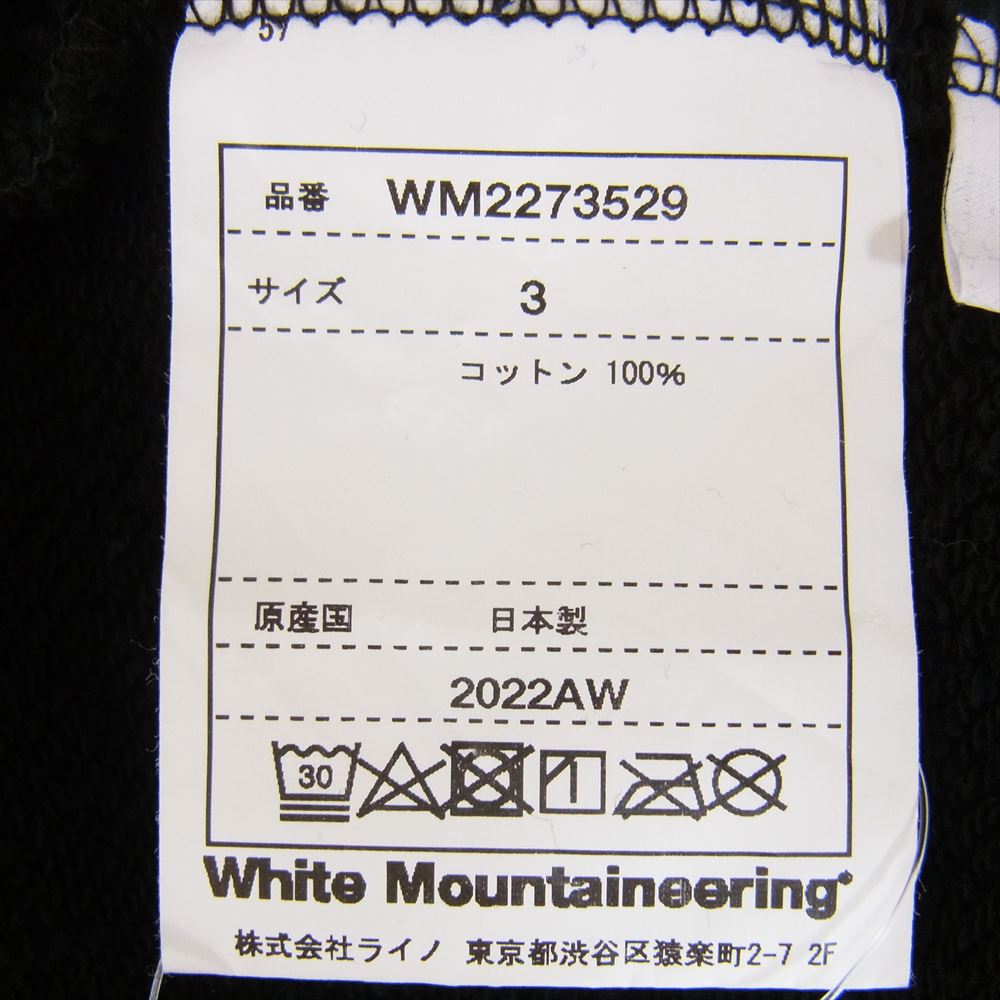 品番 WM2273529
サイズ 3
コットン 100%
原産国 日本製
2022AW
30
White Mountaineering
株式会社ライノ 東京都渋谷区猿楽町2-7 2F